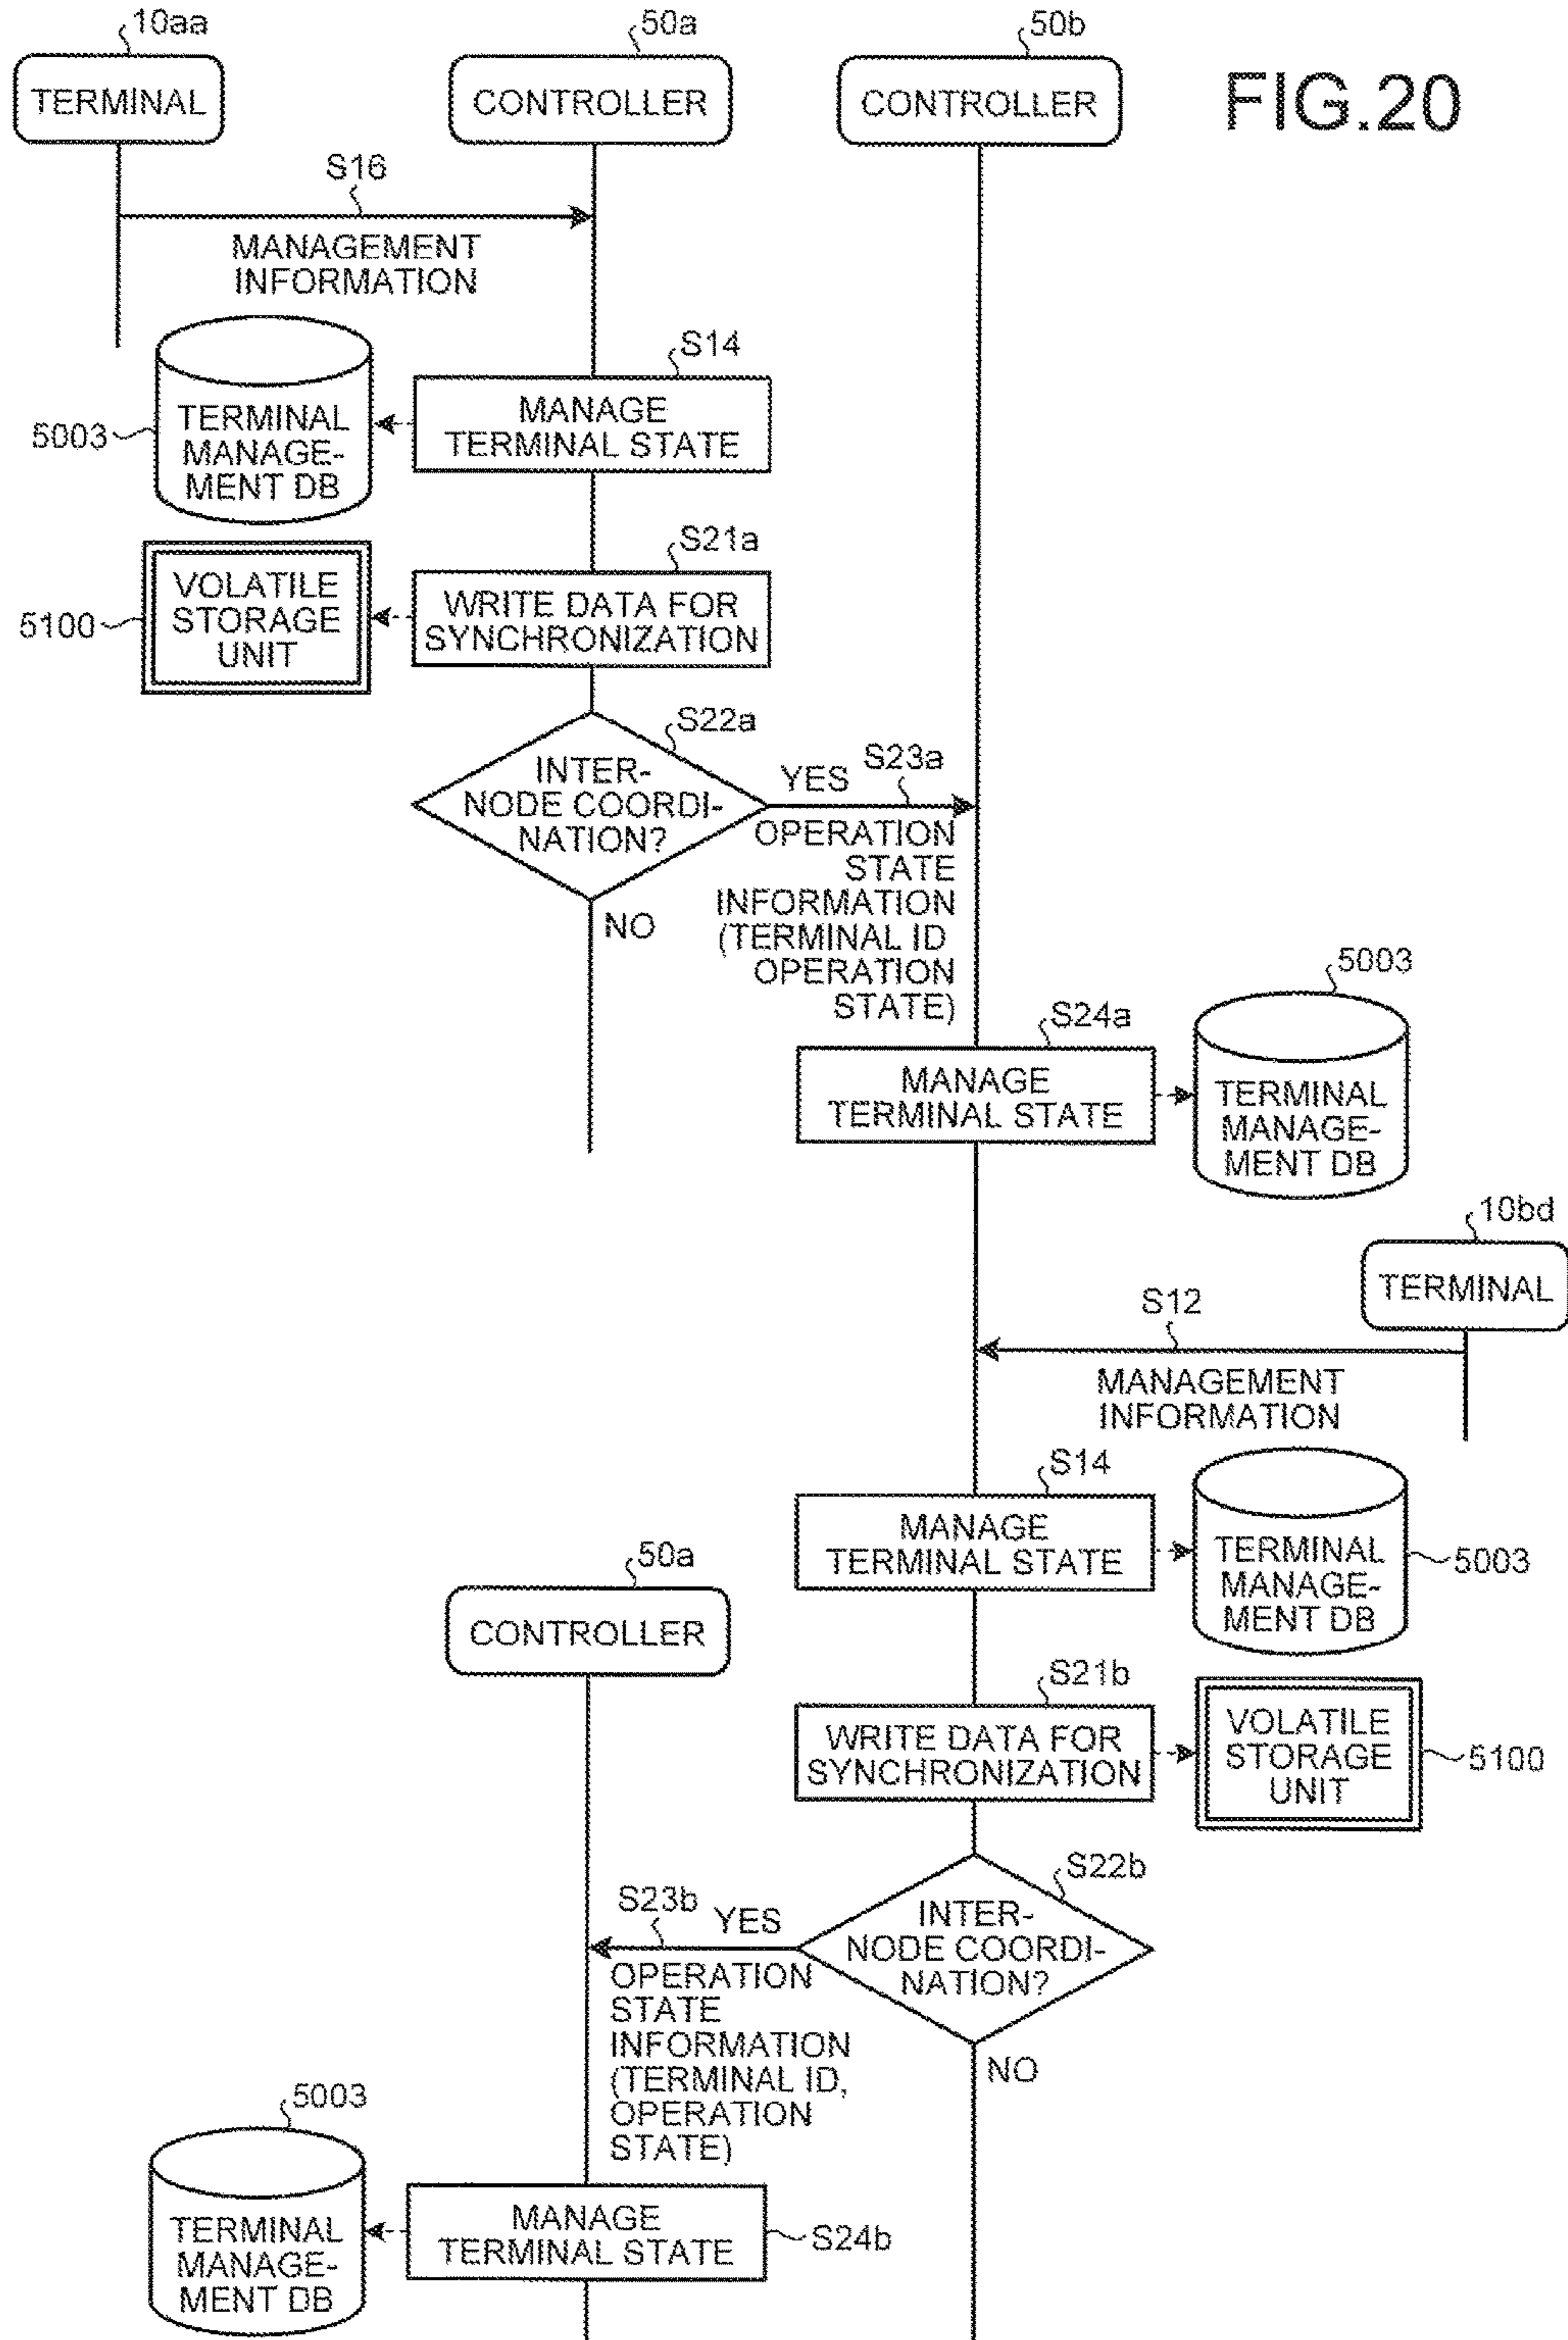 10aa
50a
50b
FIG.20
TERMINAL
CONTROLLER
CONTROLLER
S16
MANAGEMENT
INFORMATION
S14
MANAGE
TERMINAL STATE
5003
TERMINAL
MANAGE-
MENT DB
S21a
WRITE DATA FOR
SYNCHRONIZATION
5100
VOLATILE
STORAGE
UNIT
S22a
INTER-
NODE COORDI-
NATION?
YES
S23a
NO
OPERATION
STATE
INFORMATION
(TERMINAL ID
OPERATION
STATE)
S24a
MANAGE
TERMINAL STATE
5003
TERMINAL
MANAGE-
MENT DB
10bd
TERMINAL
S12
MANAGEMENT
INFORMATION
S14
MANAGE
TERMINAL STATE
TERMINAL
MANAGE-
MENT DB
5003
50a
CONTROLLER
S21b
WRITE DATA FOR
SYNCHRONIZATION
VOLATILE
STORAGE
UNIT
5100
S22b
INTER-
NODE COORDI-
NATION?
S23b
YES
NO
OPERATION
STATE
INFORMATION
(TERMINAL ID,
OPERATION
STATE)
5003
TERMINAL
MANAGE-
MENT DB
MANAGE
TERMINAL STATE
S24b